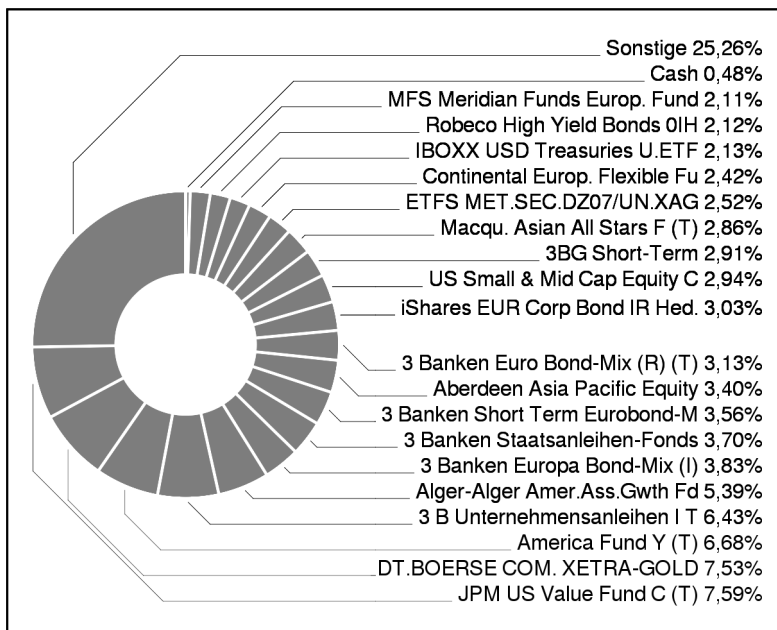 Sonstige 25,26%
Cash 0,48%
MFS Meridian Funds Europ. Fund 2,11%
Robeco High Yield Bonds 0IH 2,12%
IBOXX USD Treasuries U.ETF 2,13%
Continental Europ. Flexible Fu 2,42%
ETFS MET.SEC.DZ07/UN.XAG 2,52%
Macqu. Asian All Stars F (T) 2,86%
3BG Short-Term 2,91%
US Small & Mid Cap Equity C 2,94%
iShares EUR Corp Bond IR Hed. 3,03%
3 Banken Euro Bond-Mix (R) (T) 3,13%
Aberdeen Asia Pacific Equity 3,40%
3 Banken Short Term Eurobond-M 3,56%
3 Banken Staatsanleihen-Fonds 3,70%
3 Banken Europa Bond-Mix (I) 3,83%
Alger-Alger Amer.Ass.Gwth Fd 5,39%
3 B Unternehmensanleihen I T 6,43%
America Fund Y (T) 6,68%
DT.BOERSE COM. XETRA-GOLD 7,53%
JPM US Value Fund C (T) 7,59%